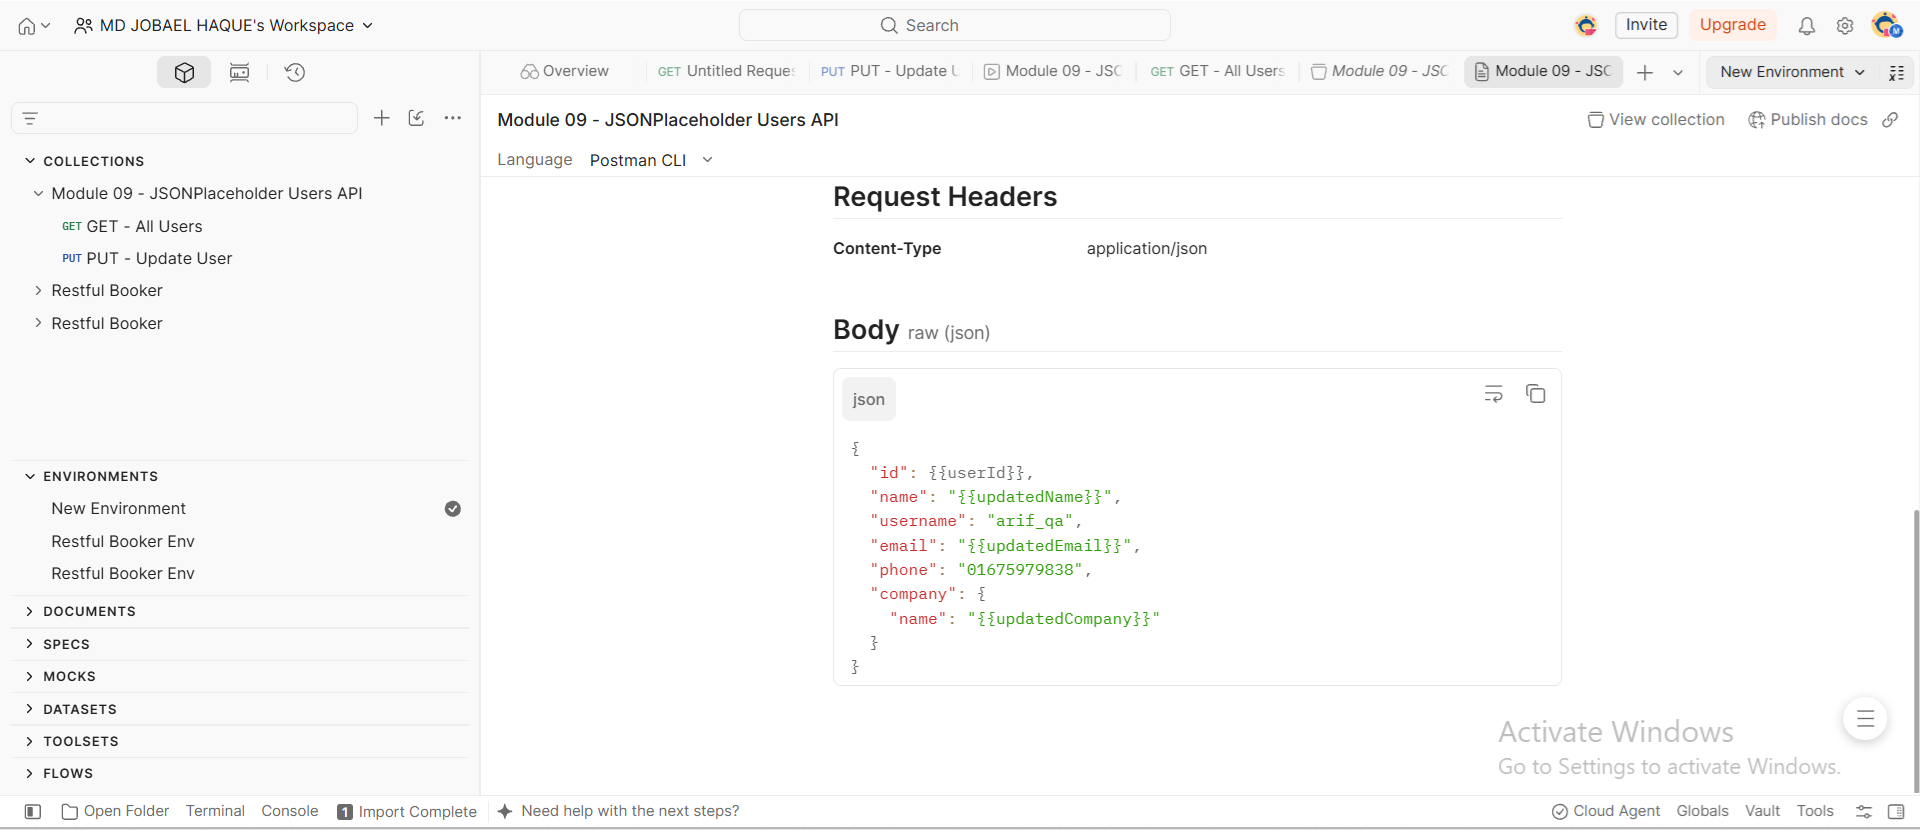 MD JOBAEL HAQUE's Workspace
Search
Invite
Upgrade
M
Overview
GET Untitled Reques
PUT PUT - Update U
Module 09 - JSC
GET GET - All Users
Module 09 - JSC
Module 09 - JSC
New Environment
Module 09 - JSONPlaceholder Users API
View collection
Publish docs
Language Postman CLI
COLLECTIONS
Module 09 - JSONPlaceholder Users API
GET GET - All Users
PUT PUT - Update User
Restful Booker
Restful Booker
ENVIRONMENTS
New Environment
Restful Booker Env
Restful Booker Env
DOCUMENTS
SPECS
MOCKS
DATASETS
TOOLSETS
FLOWS
Request Headers
Content-Type application/json
Body raw (json)
json
{
"id": {{userId}},
"name": "{{updatedName}}",
"username": "arif_qa",
"email": "{{updatedEmail}}",
"phone": "01675979838",
"company": {
"name": "{{updatedCompany}}"
}
}
Activate Windows
Go to Settings to activate Windows.
Open Folder
Terminal
Console
1 Import Complete
Need help with the next steps?
Cloud Agent
Globals
Vault
Tools